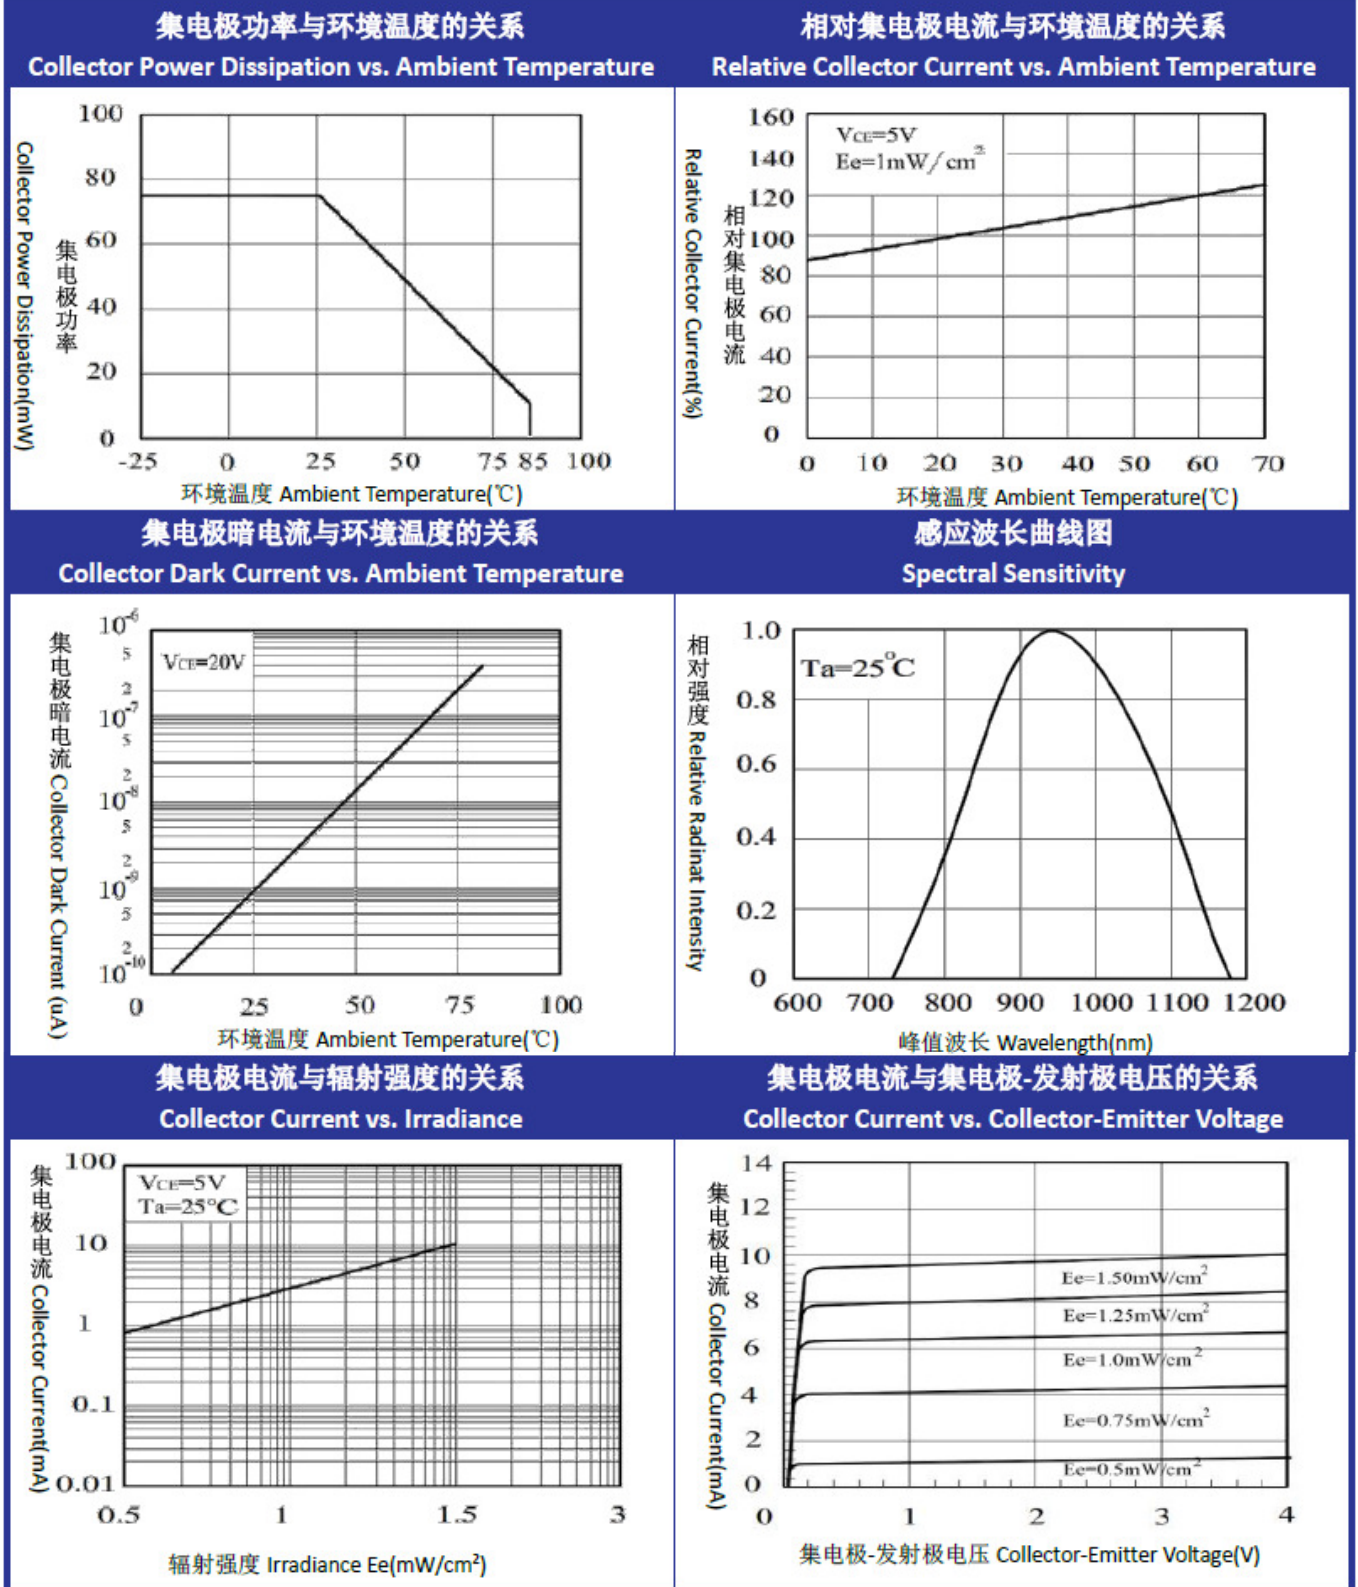 集电极功率与环境温度的关系
Collector Power Dissipation vs. Ambient Temperature
100
80
60
40
20
0
-25 0 25 50 75 85 100
Collector Power Dissipation(mW)
集电极功率
环境温度 Ambient Temperature(℃)
相对集电极电流与环境温度的关系
Relative Collector Current vs. Ambient Temperature
VCE=5V
Ee=1mW/cm²
160
140
120
100
80
60
40
20
0
0 10 20 30 40 50 60 70
Relative Collector Current(%)
相对集电极电流
环境温度 Ambient Temperature(℃)
集电极暗电流与环境温度的关系
Collector Dark Current vs. Ambient Temperature
VCE=20V
10⁻⁶
5
2
10⁻⁷
5
2
10⁻⁸
5
2
10⁻⁹
5
2
10⁻¹⁰
0 25 50 75 100
集电极暗电流 Collector Dark Current (uA)
环境温度 Ambient Temperature(℃)
感应波长曲线图
Spectral Sensitivity
Ta=25°C
1.0
0.8
0.6
0.4
0.2
0
600 700 800 900 1000 1100 1200
相对强度 Relative Radinat Intensity
峰值波长 Wavelength(nm)
集电极电流与辐射强度的关系
Collector Current vs. Irradiance
VCE=5V
Ta=25°C
100
10
1
0.1
0.01
0.5 1 1.5 3
集电极电流 Collector Current(mA)
辐射强度 Irradiance Ee(mW/cm²)
集电极电流与集电极-发射极电压的关系
Collector Current vs. Collector-Emitter Voltage
14
12
10
8
6
4
2
0
Ee=1.50mW/cm²
Ee=1.25mW/cm²
Ee=1.0mW/cm²
Ee=0.75mW/cm²
Ee=0.5mW/cm²
0 1 2 3 4
集电极电流 Collector Current(mA)
集电极-发射极电压 Collector-Emitter Voltage(V)